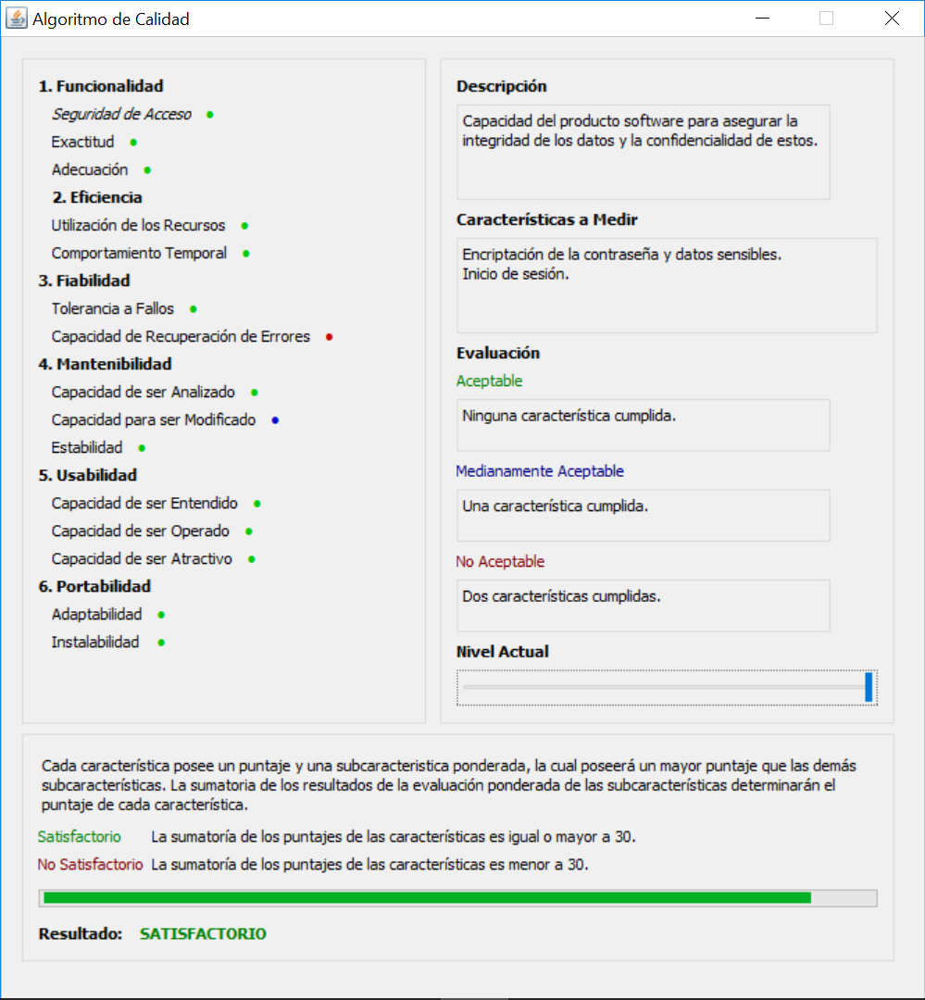 Algoritmo de Calidad
1. Funcionalidad
Seguridad de Acceso
Exactitud
Adecuación
2. Eficiencia
Utilización de los Recursos
Comportamiento Temporal
3. Fiabilidad
Tolerancia a Fallos
Capacidad de Recuperación de Errores
4. Mantenibilidad
Capacidad de ser Analizado
Capacidad para ser Modificado
Estabilidad
5. Usabilidad
Capacidad de ser Entendido
Capacidad de ser Operado
Capacidad de ser Atractivo
6. Portabilidad
Adaptabilidad
Instalabilidad
Descripción
Capacidad del producto software para asegurar la
integridad de los datos y la confidencialidad de estos.
Características a Medir
Encriptación de la contraseña y datos sensibles.
Inicio de sesión.
Evaluación
Aceptable
Ninguna característica cumplida.
Medianamente Aceptable
Una característica cumplida.
No Aceptable
Dos características cumplidas.
Nivel Actual
Cada característica posee un puntaje y una subcaracteristica ponderada, la cual poseerá un mayor puntaje que las demás
subcaracterísticas. La sumatoria de los resultados de la evaluación ponderada de las subcaracterísticas determinarán el
puntaje de cada característica.
Satisfactorio La sumatoría de los puntajes de las características es igual o mayor a 30.
No Satisfactorio La sumatoría de los puntajes de las características es menor a 30.
Resultado: SATISFACTORIO